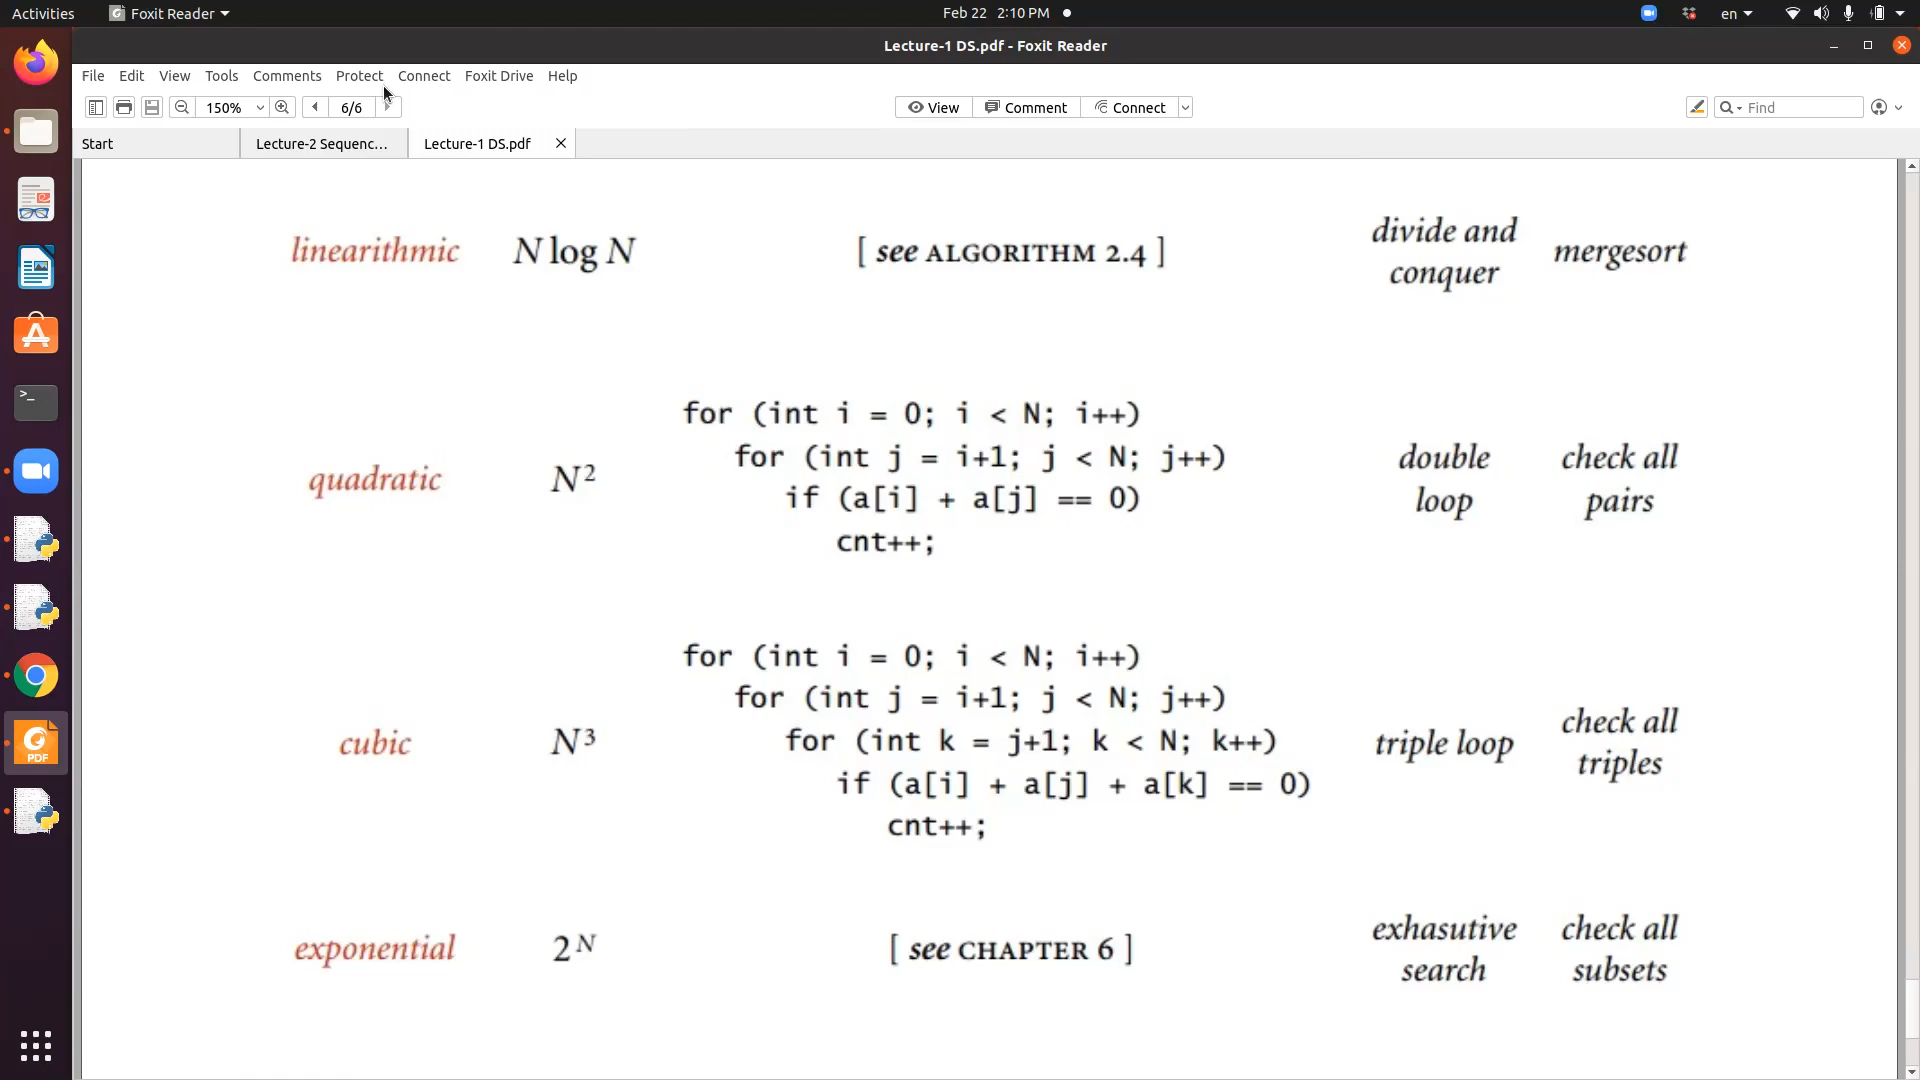 Activities Foxit Reader Feb 22 2:10 PM en
Lecture-1 DS.pdf - Foxit Reader
File Edit View Tools Comments Protect Connect Foxit Drive Help
150% 6/6 View Comment Connect Find
Start Lecture-2 Sequenc... Lecture-1 DS.pdf
linearithmic N log N [ see ALGORITHM 2.4 ] divide and conquer mergesort
for (int i = 0; i < N; i++)
for (int j = i+1; j < N; j++)
quadratic N² if (a[i] + a[j] == 0) double loop check all pairs
cnt++;
for (int i = 0; i < N; i++)
for (int j = i+1; j < N; j++)
cubic N³ for (int k = j+1; k < N; k++) triple loop check all triples
if (a[i] + a[j] + a[k] == 0)
cnt++;
exponential 2ᴺ [ see CHAPTER 6 ] exhasutive search check all subsets
PDF